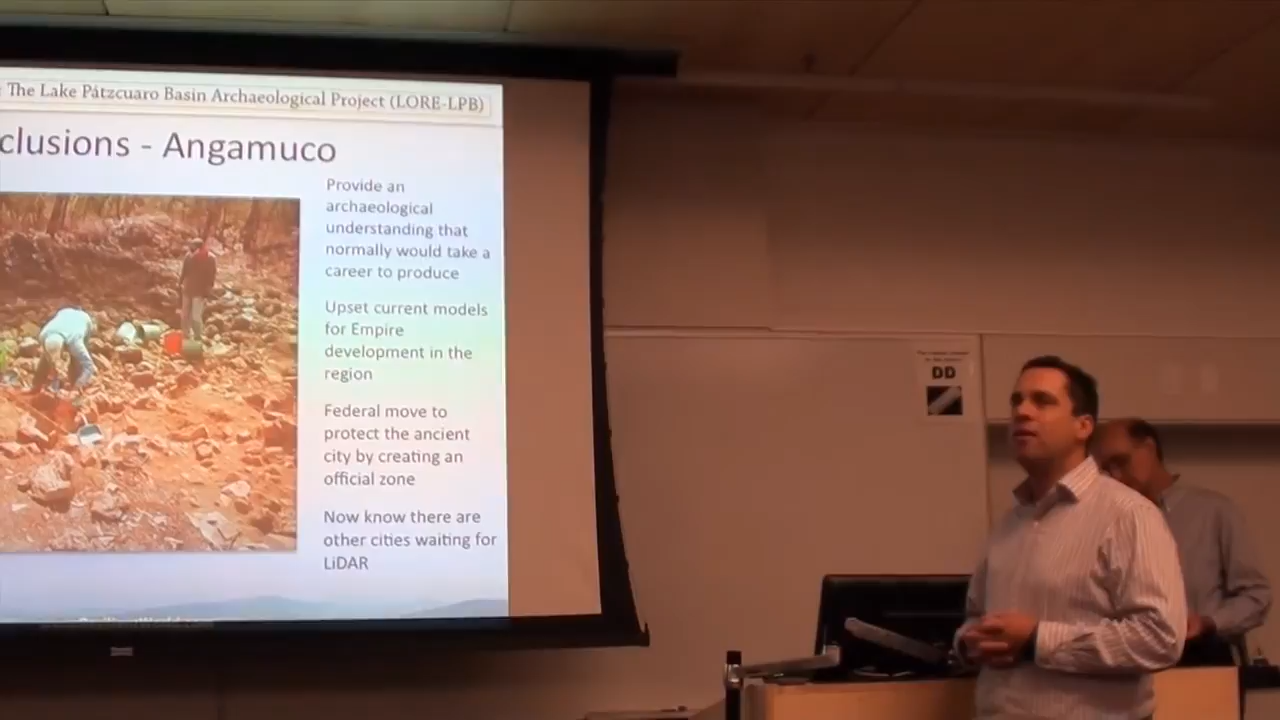 The Lake Pátzcuaro Basin Archaeological Project (LORE-LPB)
clusions - Angamuco
Provide an
archaeological
understanding that
normally would take a
career to produce
Upset current models
for Empire
development in the
region
Federal move to
protect the ancient
city by creating an
official zone
Now know there are
other cities waiting for
LiDAR
DD